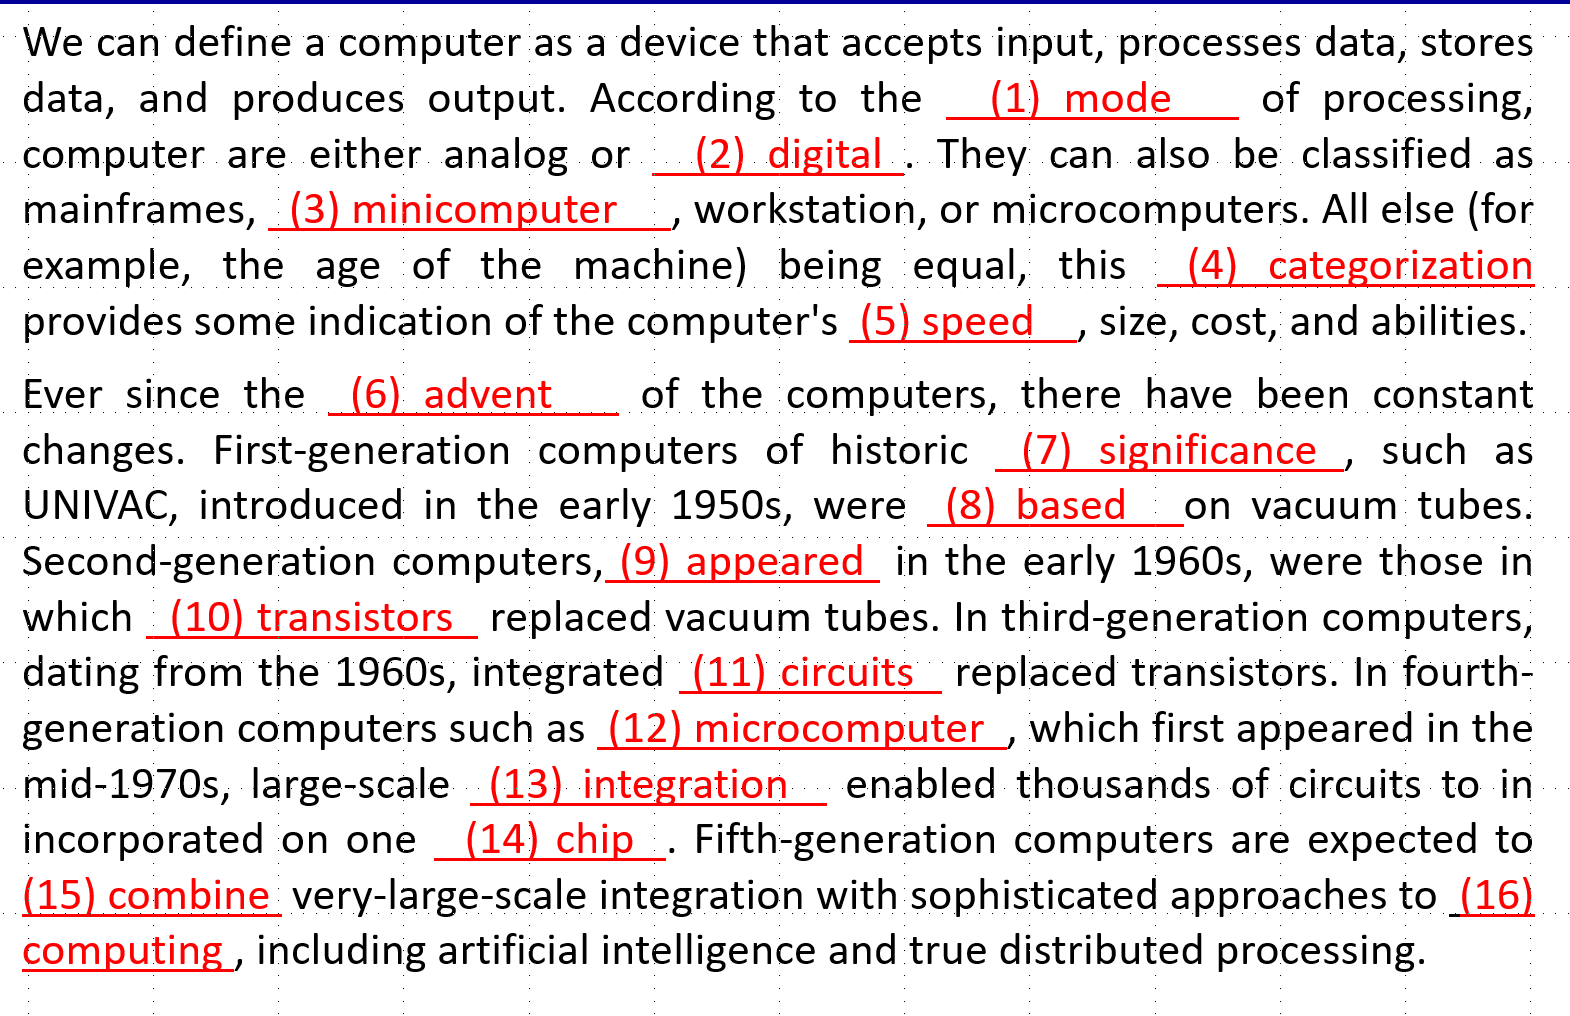 We can define a computer as a device that accepts input, processes data, stores
data, and produces output. According to the (1) mode of processing,
computer are either analog or (2) digital . They can also be classified as
mainframes, (3) minicomputer , workstation, or microcomputers. All else (for
example, the age of the machine) being equal, this (4) categorization
provides some indication of the computer's (5) speed , size, cost, and abilities.
Ever since the (6) advent of the computers, there have been constant
changes. First-generation computers of historic (7) significance , such as
UNIVAC, introduced in the early 1950s, were (8) based on vacuum tubes.
Second-generation computers, (9) appeared in the early 1960s, were those in
which (10) transistors replaced vacuum tubes. In third-generation computers,
dating from the 1960s, integrated (11) circuits replaced transistors. In fourth-
generation computers such as (12) microcomputer , which first appeared in the
mid-1970s, large-scale (13) integration enabled thousands of circuits to in
incorporated on one (14) chip . Fifth-generation computers are expected to
(15) combine very-large-scale integration with sophisticated approaches to (16)
computing , including artificial intelligence and true distributed processing.